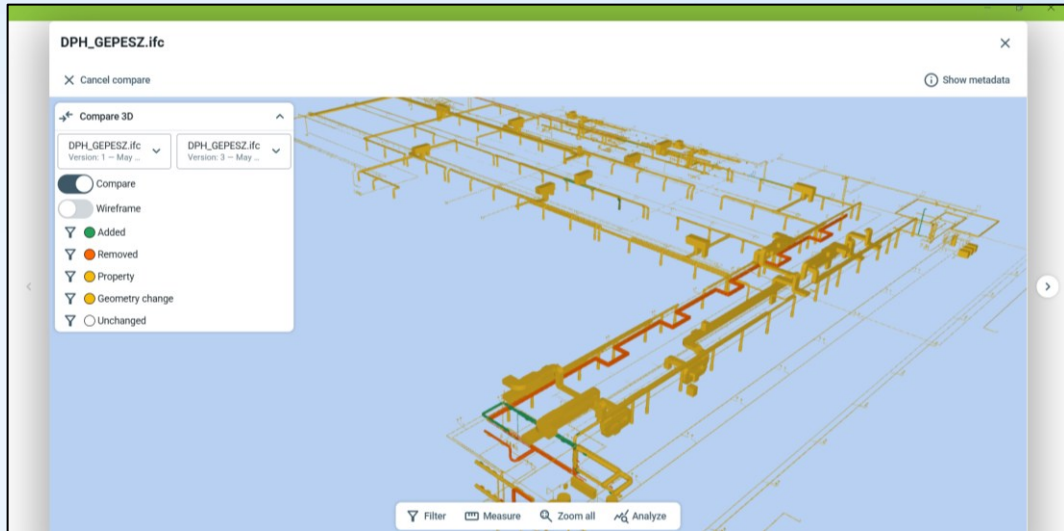 DPH_GEPESZ.ifc
Cancel compare
Show metadata
Compare 3D
DPH_GEPESZ.ifc
Version: 1 — May ...
DPH_GEPESZ.ifc
Version: 3 — May ...
Compare
Wireframe
Added
Removed
Property
Geometry change
Unchanged
Filter
Measure
Zoom all
Analyze